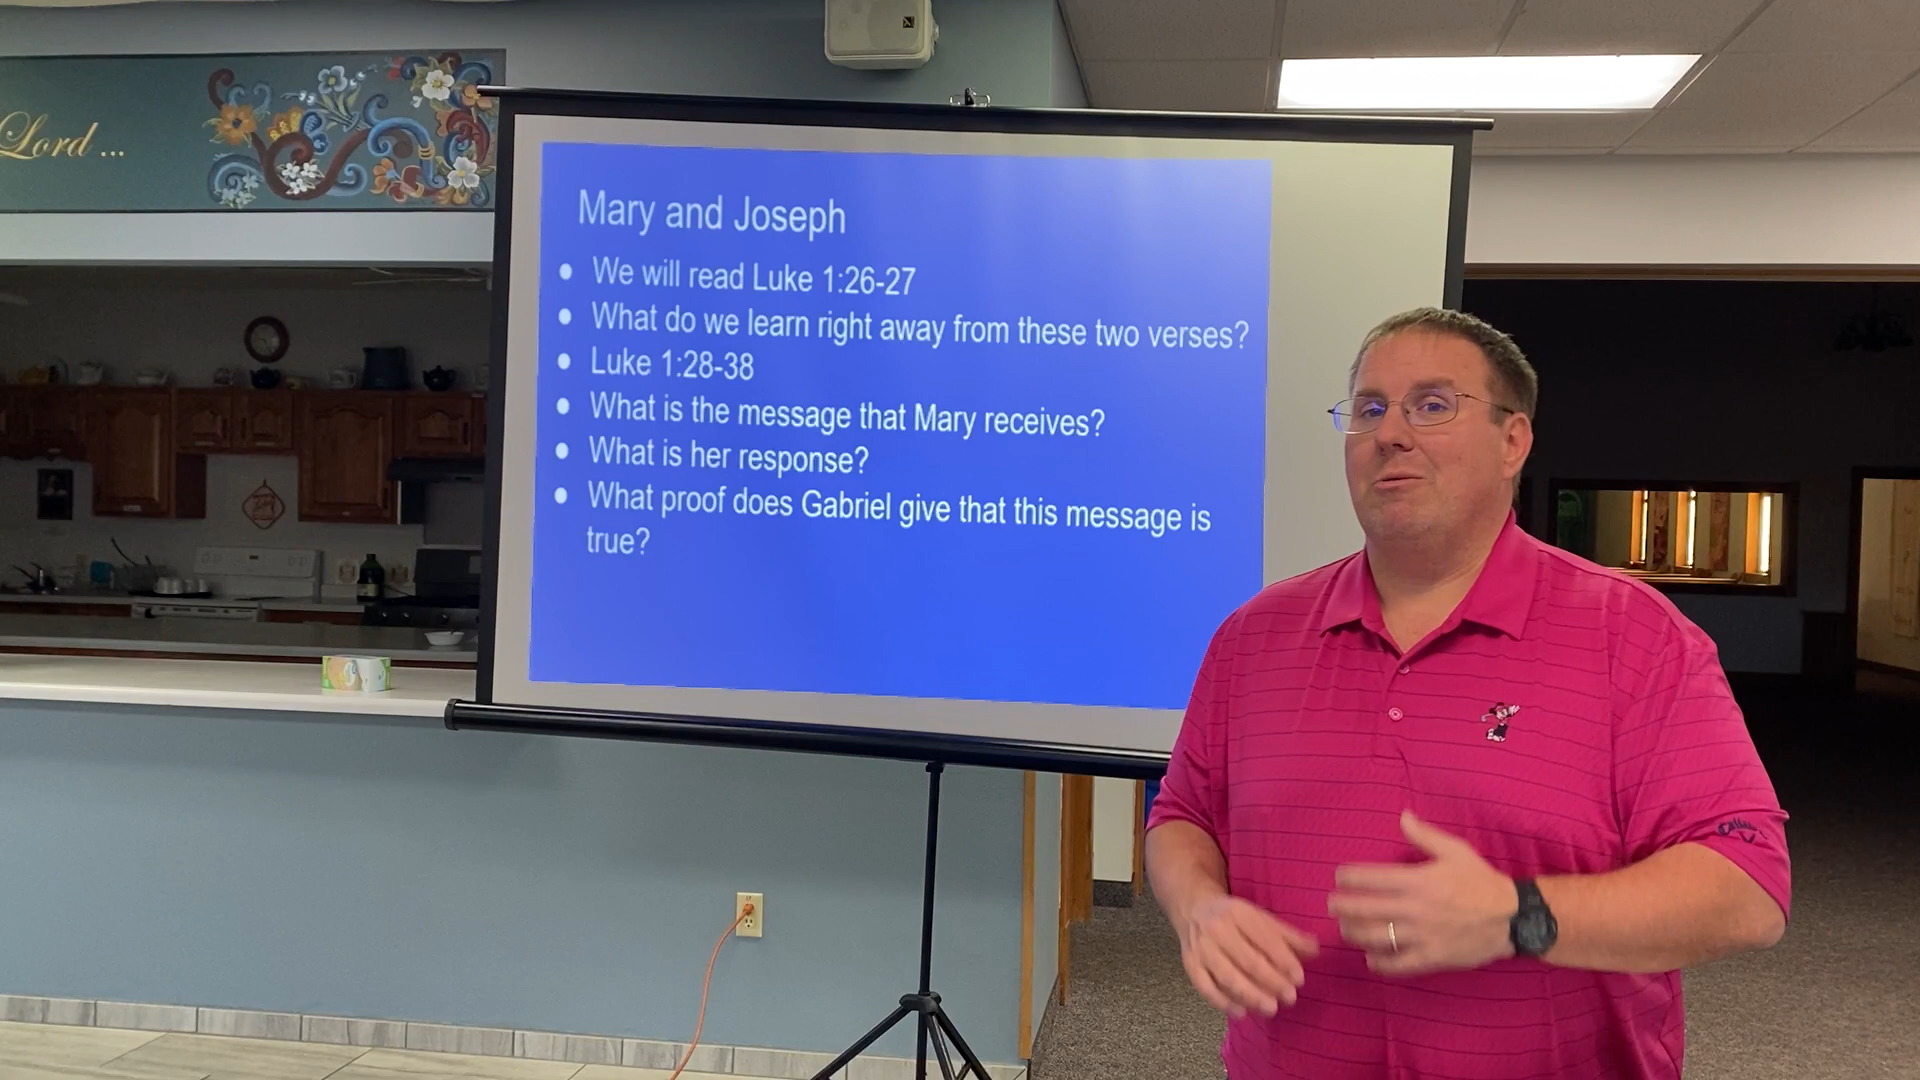 Lord ...
Mary and Joseph
● We will read Luke 1:26-27
● What do we learn right away from these two verses?
● Luke 1:28-38
● What is the message that Mary receives?
● What is her response?
● What proof does Gabriel give that this message is
true?